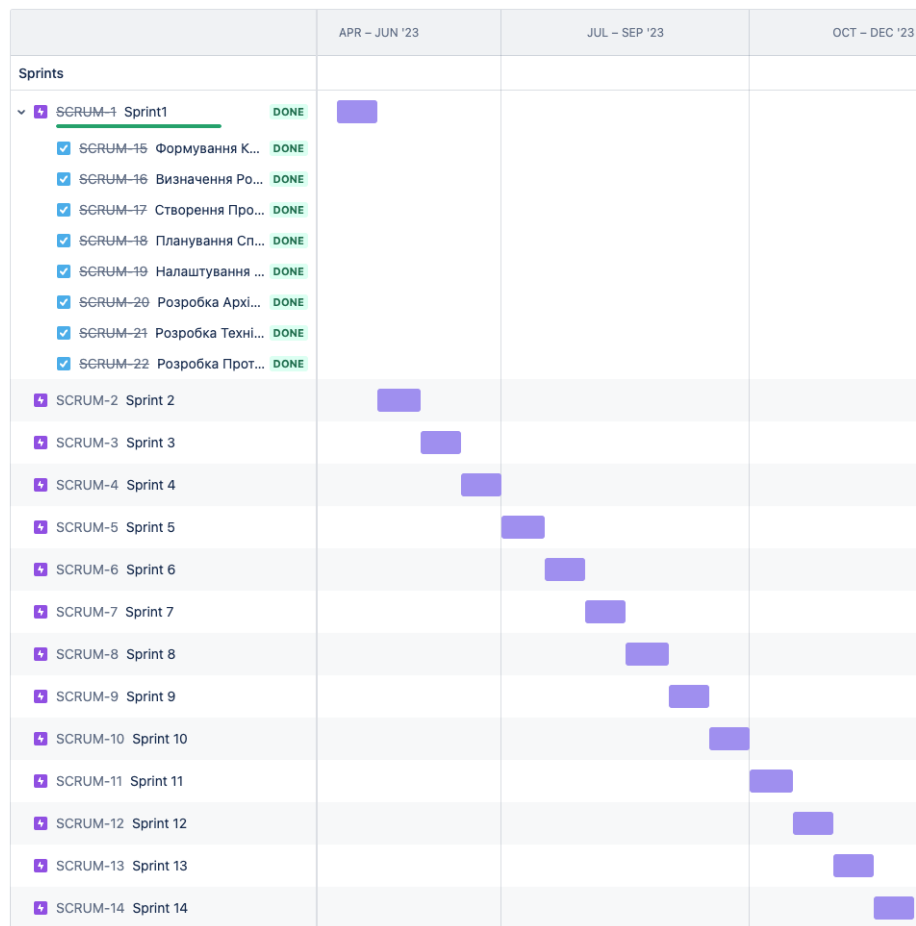 APR – JUN '23 JUL – SEP '23 OCT – DEC '23
Sprints
SCRUM-1 Sprint1 DONE
SCRUM-15 Формування К... DONE
SCRUM-16 Визначення Ро... DONE
SCRUM-17 Створення Про... DONE
SCRUM-18 Планування Сп... DONE
SCRUM-19 Налаштування ... DONE
SCRUM-20 Розробка Архі... DONE
SCRUM-21 Розробка Техні... DONE
SCRUM-22 Розробка Прот... DONE
SCRUM-2 Sprint 2
SCRUM-3 Sprint 3
SCRUM-4 Sprint 4
SCRUM-5 Sprint 5
SCRUM-6 Sprint 6
SCRUM-7 Sprint 7
SCRUM-8 Sprint 8
SCRUM-9 Sprint 9
SCRUM-10 Sprint 10
SCRUM-11 Sprint 11
SCRUM-12 Sprint 12
SCRUM-13 Sprint 13
SCRUM-14 Sprint 14